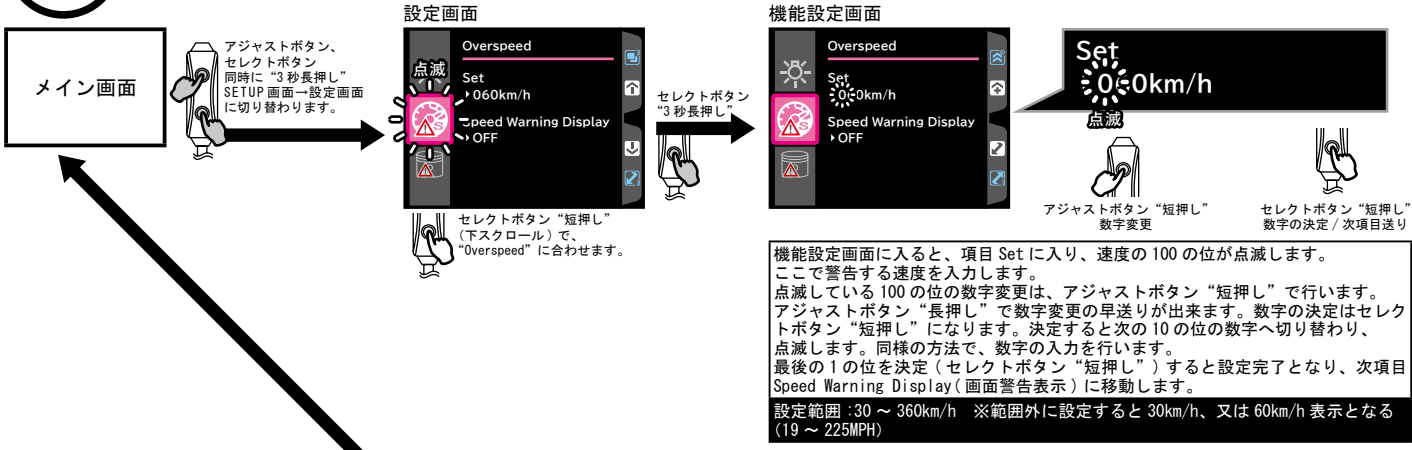 設定画面
機能設定画面
メイン画面
アジャストボタン、
セレクトボタン
同時に“3秒長押し”
SETUP画面→設定画面
に切り替わります。
Overspeed
点滅
Set
060km/h
Speed Warning Display
OFF
セレクトボタン“短押し”
(下スクロール)で、
“Overspeed”に合わせます。
セレクトボタン
“3秒長押し”
Overspeed
Set
060km/h
Speed Warning Display
OFF
Set
060km/h
点滅
アジャストボタン“短押し”
数字変更
セレクトボタン“短押し”
数字の決定/次項目送り
機能設定画面に入ると、項目Setに入り、速度の100の位が点滅します。
ここで警告する速度を入力します。
点滅している100の位の数字変更は、アジャストボタン“短押し”で行います。
アジャストボタン“長押し”で数字変更の早送りが出来ます。数字の決定はセレク
トボタン“短押し”になります。決定すると次の10の位の数字へ切り替わり、
点滅します。同様の方法で、数字の入力を行います。
最後の1の位を決定(セレクトボタン“短押し”)すると設定完了となり、次項目
Speed Warning Display(画面警告表示)に移動します。
設定範囲:30～360km/h ※範囲外に設定すると30km/h、又は60km/h表示となる
(19～225MPH)